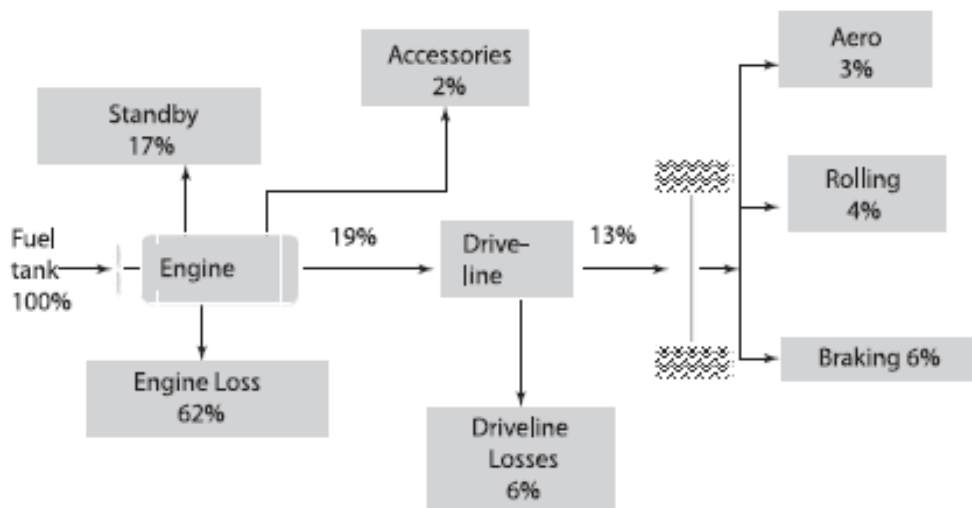 Accessories
2%
Aero
3%
Standby
17%
Rolling
4%
Fuel
tank
100%
Engine
19%
Drive-
line
13%
Engine Loss
62%
Braking 6%
Driveline
Losses
6%